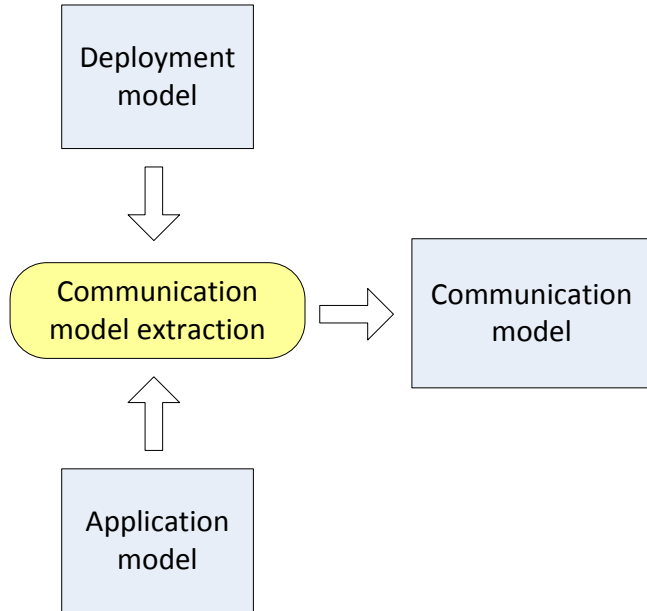 Deployment
model
Communication
model extraction
Communication
model
Application
model